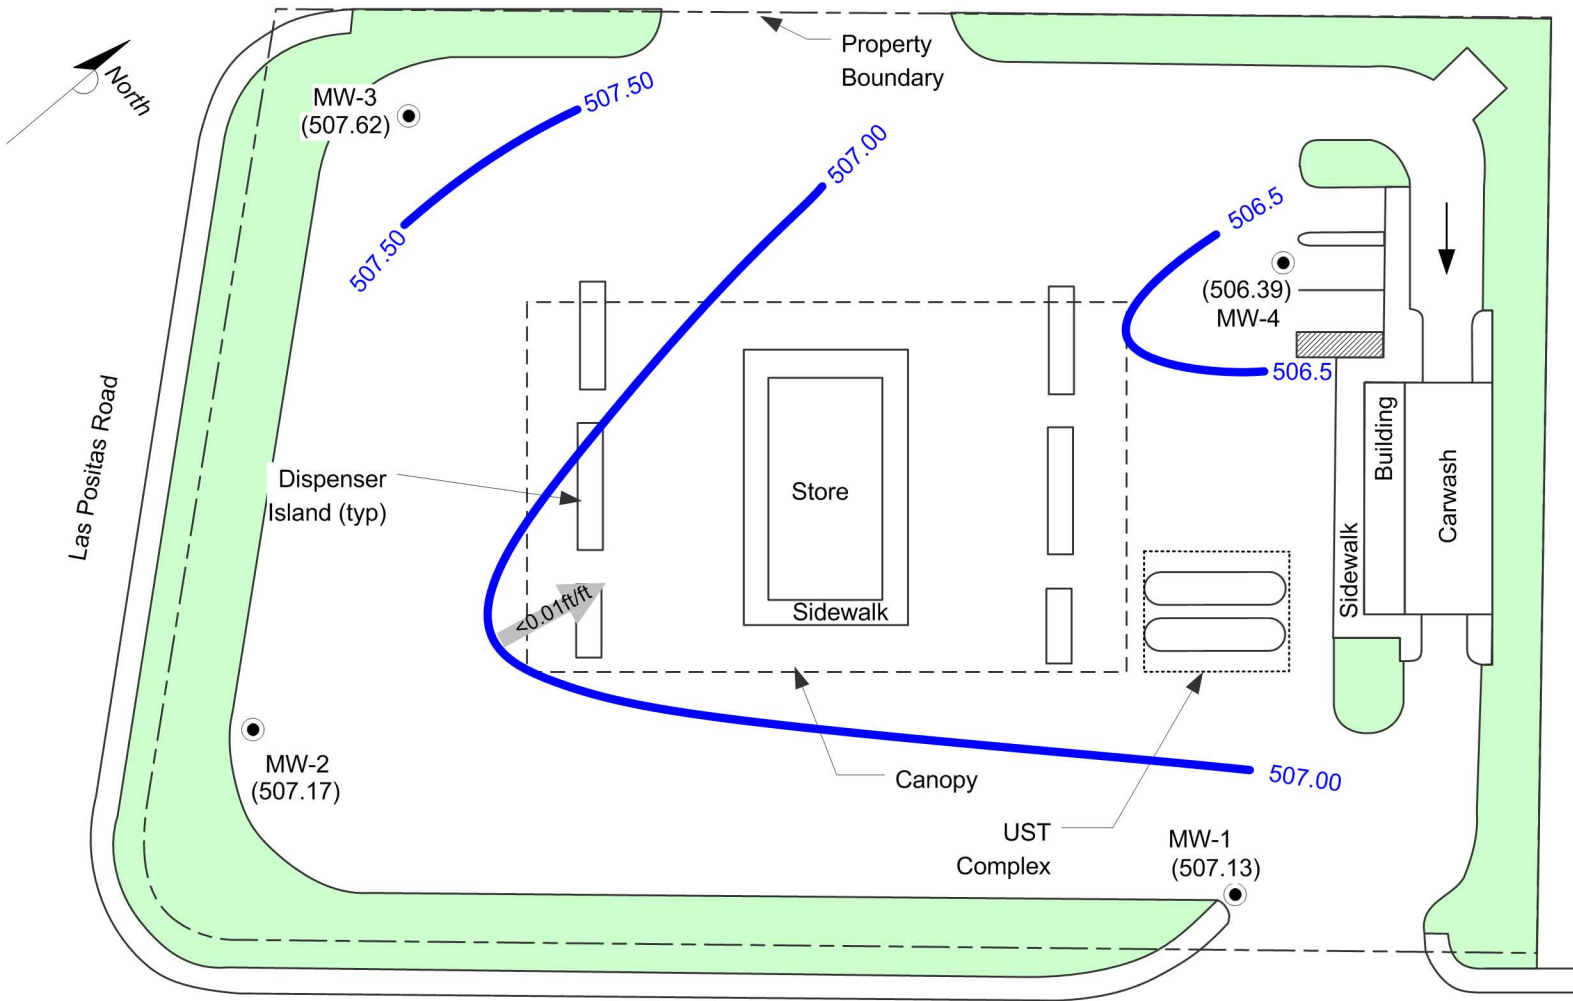 Property
Boundary
North
MW-3
(507.62)
507.50
507.00
507.50
506.5
(506.39)
MW-4
506.5
Las Positas Road
Dispenser
Island (typ)
Store
Sidewalk
Building
Carwash
Sidewalk
<0.01ft/ft
MW-2
(507.17)
Canopy
507.00
UST
Complex
MW-1
(507.13)